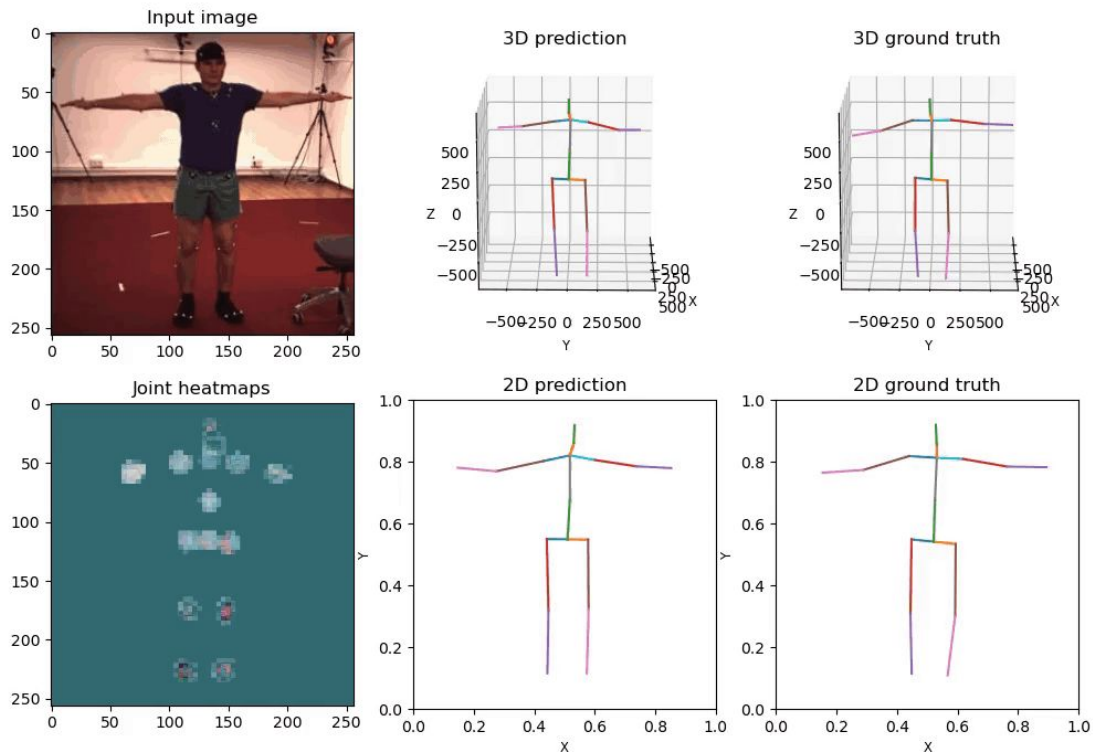 Input image
0
50
100
150
200
250
0 50 100 150 200 250
3D prediction
500
250
Z 0
−250
−500
−500−250 0 250 500
Y
−500
−250
0
250
500
X
3D ground truth
500
250
Z 0
−250
−500
−500−250 0 250 500
Y
−500
−250
0
250
500
X
Joint heatmaps
0
50
100
150
200
250
0 50 100 150 200 250
2D prediction
1.0
0.8
0.6
Y
0.4
0.2
0.0
0.0 0.2 0.4 0.6 0.8 1.0
X
2D ground truth
1.0
0.8
0.6
Y
0.4
0.2
0.0
0.0 0.2 0.4 0.6 0.8 1.0
X